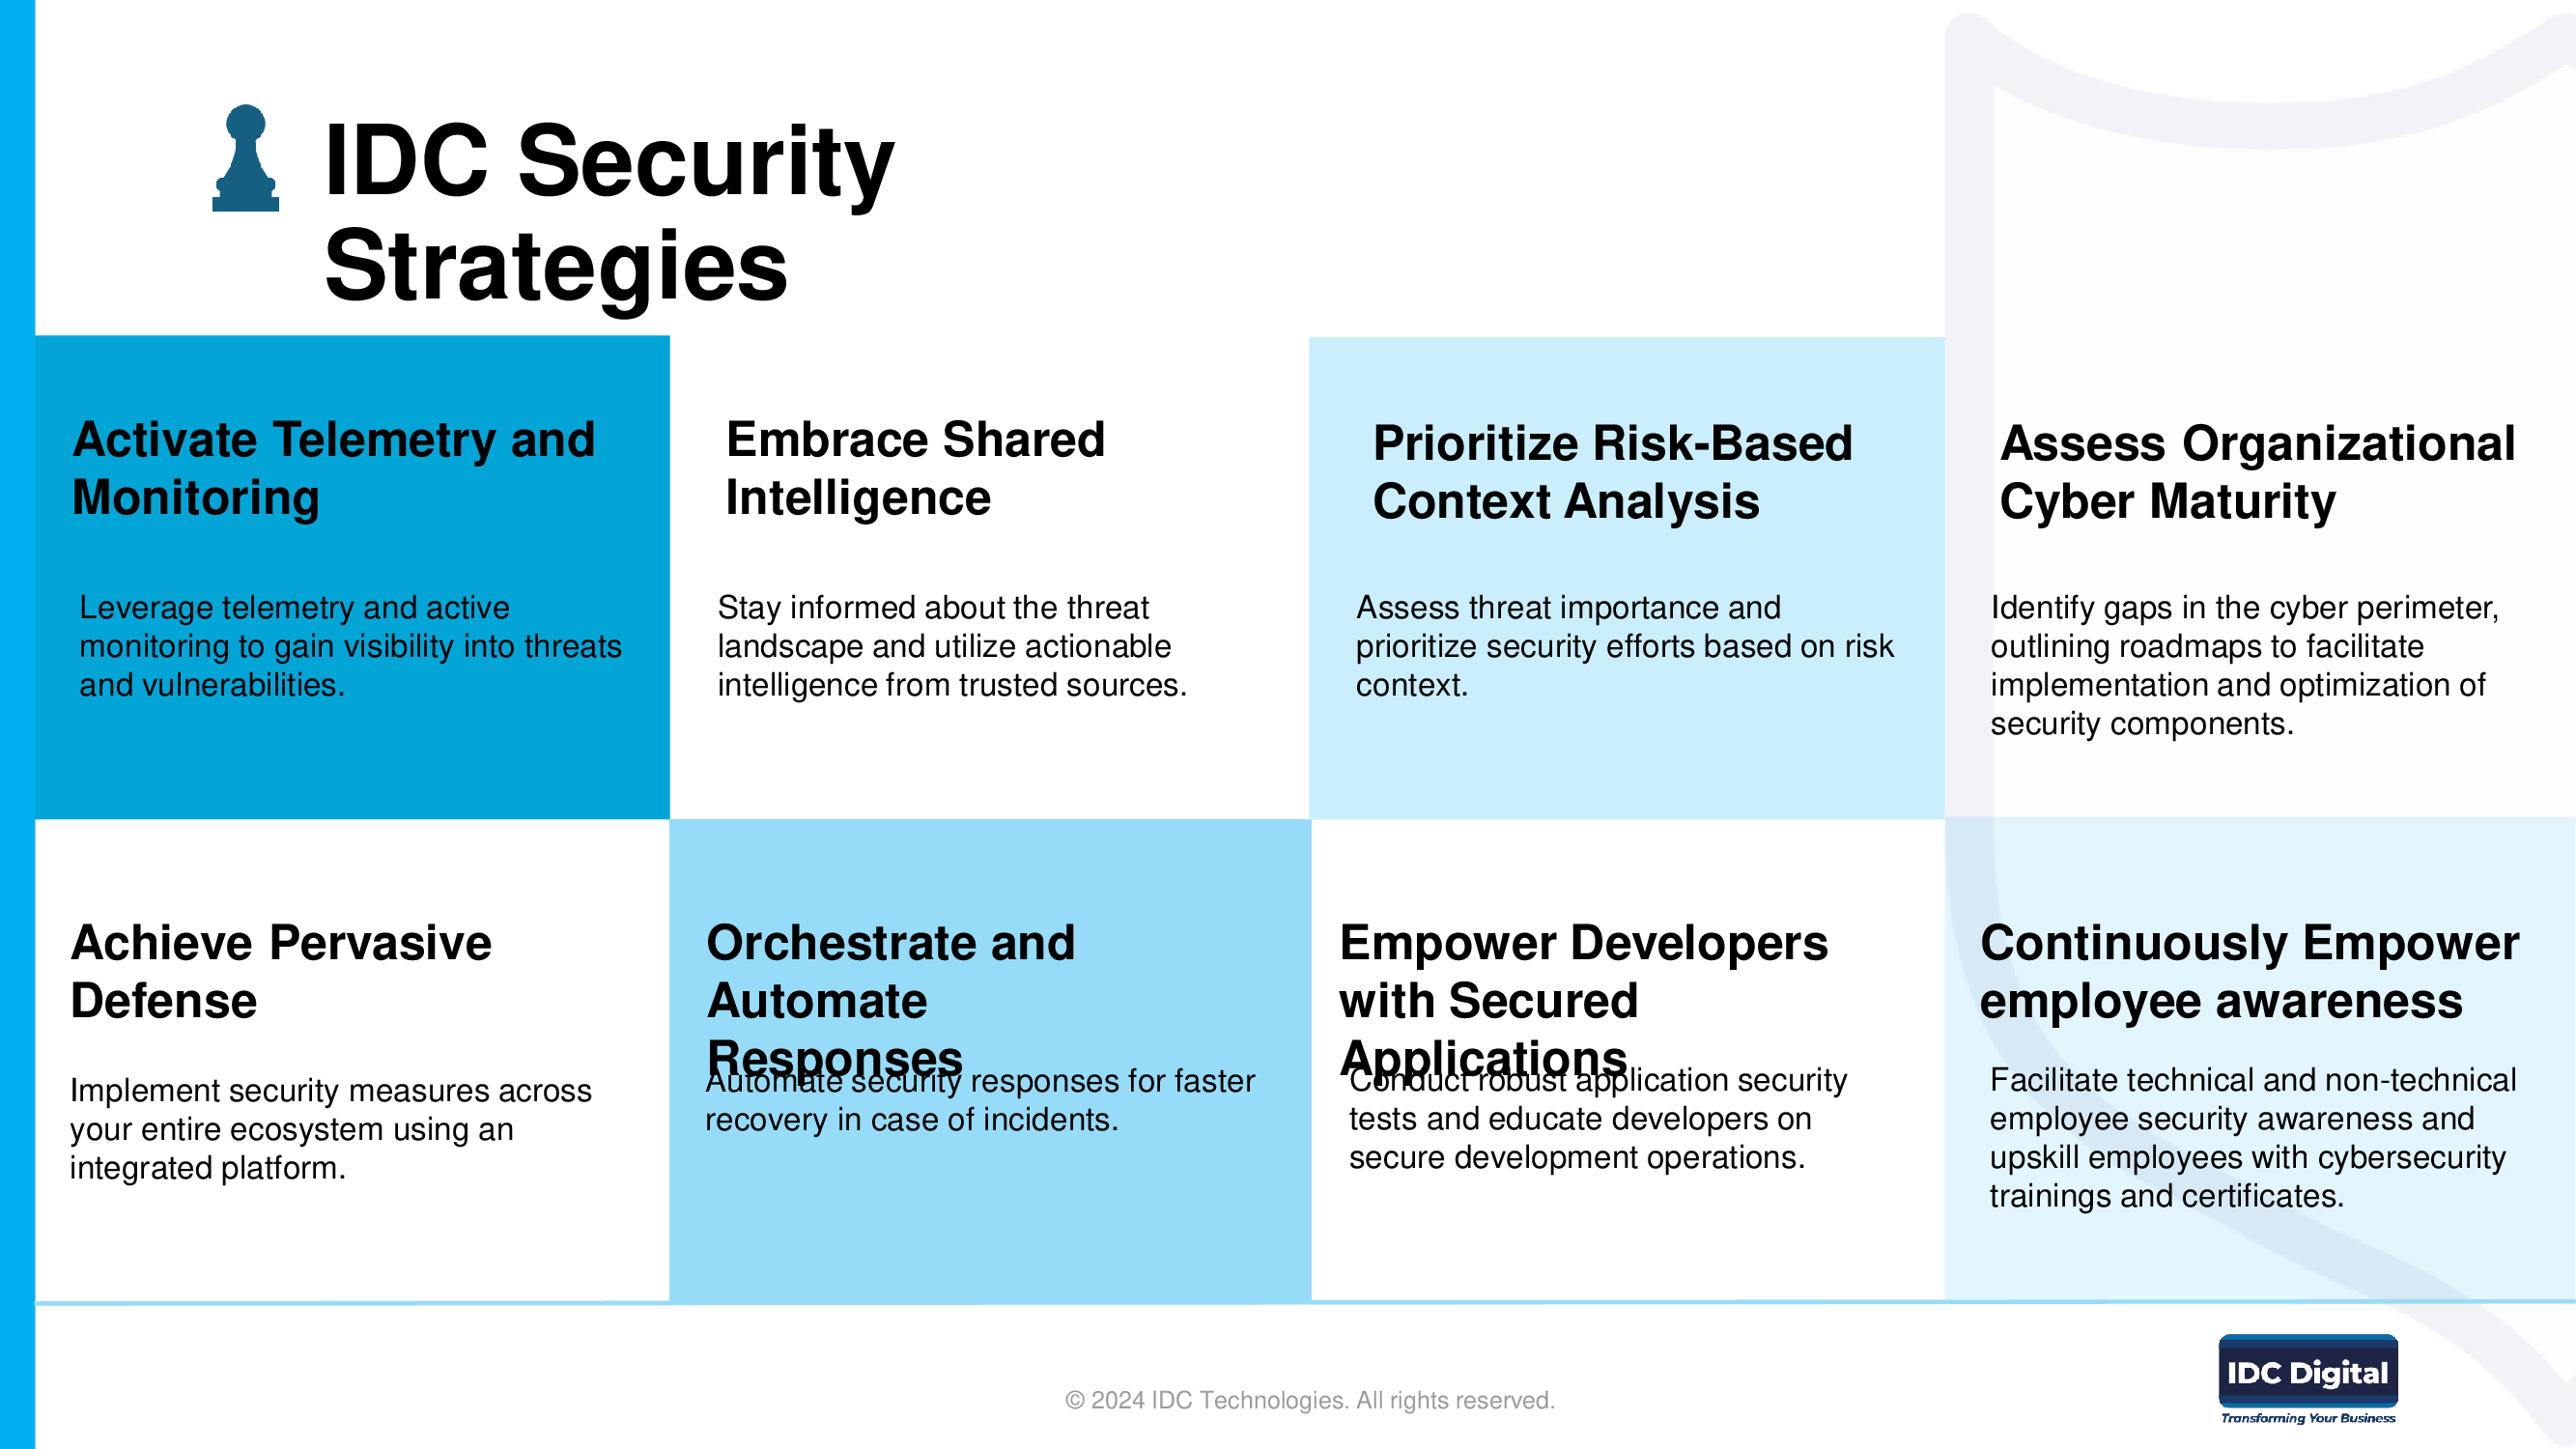 IDC Security
Strategies
Activate Telemetry and
Monitoring
Leverage telemetry and active
monitoring to gain visibility into threats
and vulnerabilities.
Embrace Shared
Intelligence
Stay informed about the threat
landscape and utilize actionable
intelligence from trusted sources.
Prioritize Risk-Based
Context Analysis
Assess threat importance and
prioritize security efforts based on risk
context.
Assess Organizational
Cyber Maturity
Identify gaps in the cyber perimeter,
outlining roadmaps to facilitate
implementation and optimization of
security components.
Achieve Pervasive
Defense
Implement security measures across
your entire ecosystem using an
integrated platform.
Orchestrate and
Automate
Responses
Automate security responses for faster
recovery in case of incidents.
Empower Developers
with Secured
Applications
Conduct robust application security
tests and educate developers on
secure development operations.
Continuously Empower
employee awareness
Facilitate technical and non-technical
employee security awareness and
upskill employees with cybersecurity
trainings and certificates.
© 2024 IDC Technologies. All rights reserved.
IDC Digital
Transforming Your Business